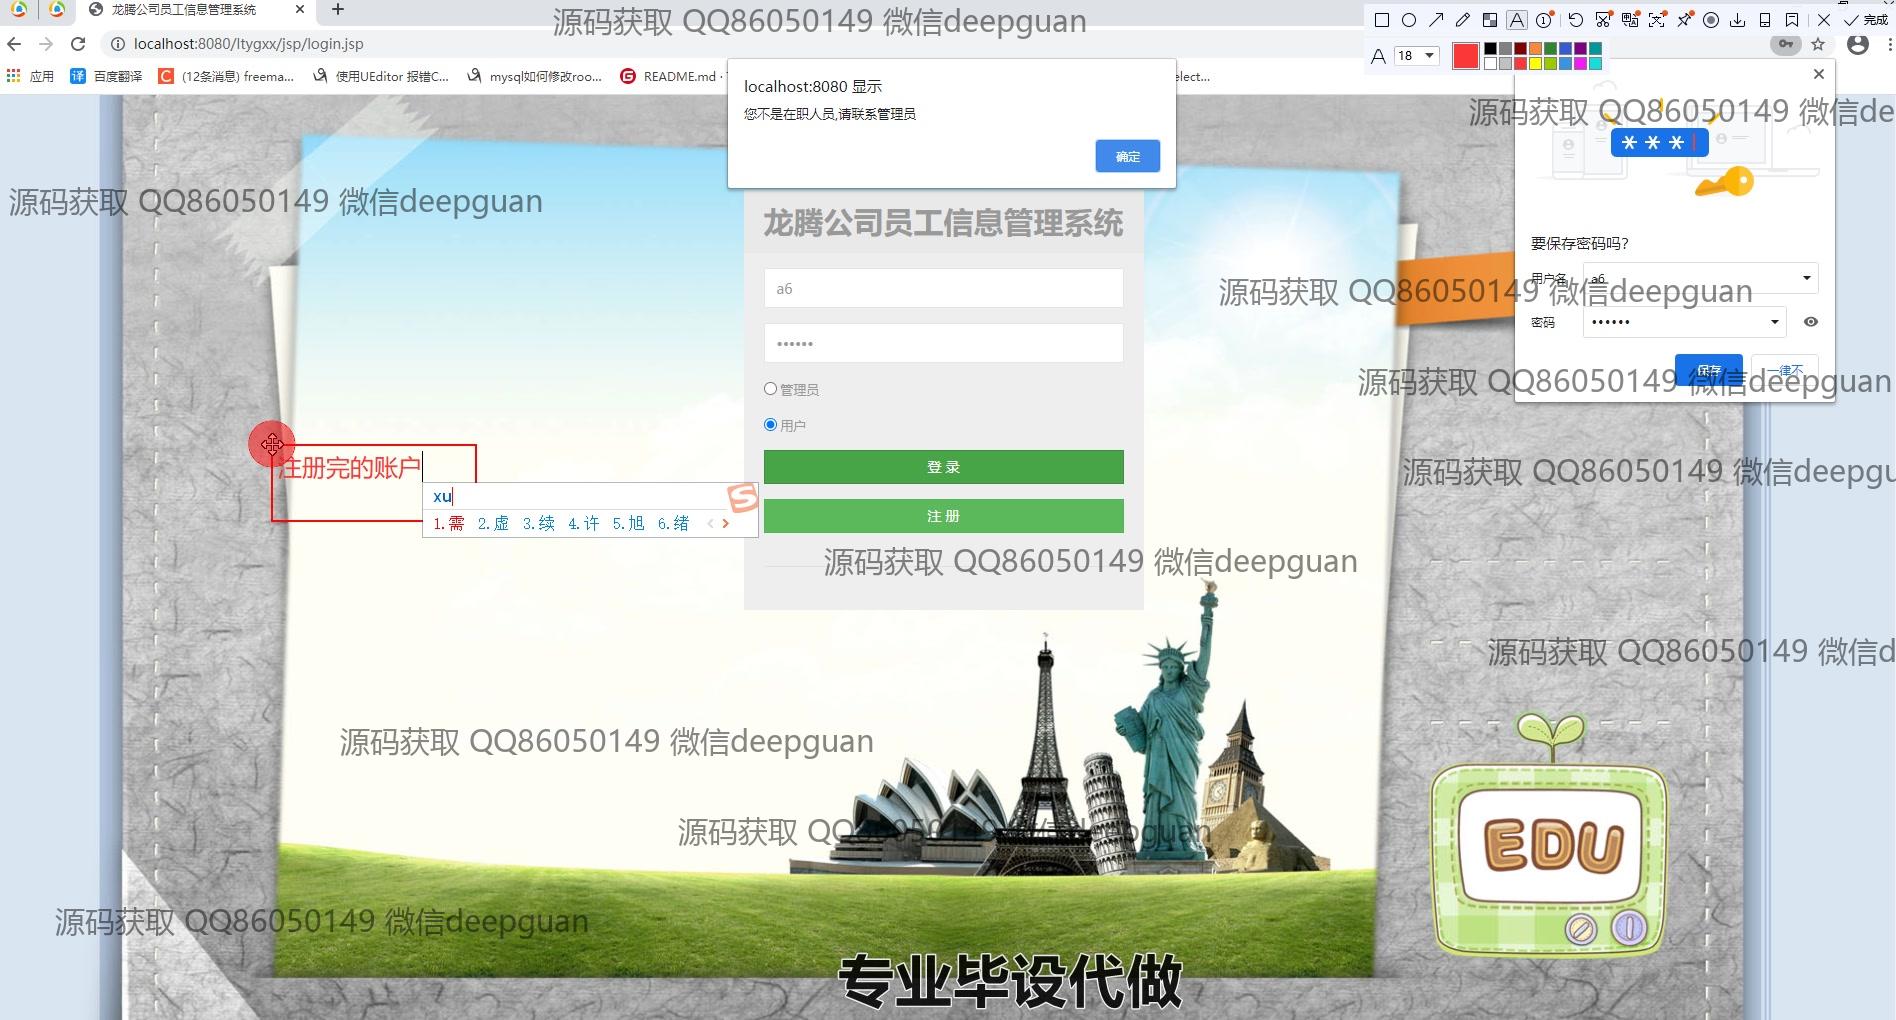 龙腾公司员工信息管理系统
源码获取 QQ86050149 微信deepguan
完成
localhost:8080/ltygxx/jsp/login.jsp
A 18
应用 百度翻译 (12条消息) freema... 使用UEditor 报错C... mysql如何修改roo... README.md · elect...
localhost:8080 显示
您不是在职人员,请联系管理员
确定
源码获取 QQ86050149 微信de
***
源码获取 QQ86050149 微信deepguan
龙腾公司员工信息管理系统
要保存密码吗?
a6
用户名 a6
源码获取 QQ86050149 微信deepguan
密码 ••••••
••••••
保存 一律不
源码获取 QQ86050149 微信deepguan
管理员
用户
注册完的账户
登 录
源码获取 QQ86050149 微信deepgu
xu
1.需 2.虚 3.续 4.许 5.旭 6.绪
注 册
源码获取 QQ86050149 微信deepguan
源码获取 QQ86050149 微信d
源码获取 QQ86050149 微信deepguan
源码获取 QQ86050149 微信deepguan
EDU
源码获取 QQ86050149 微信deepguan
专业毕设代做